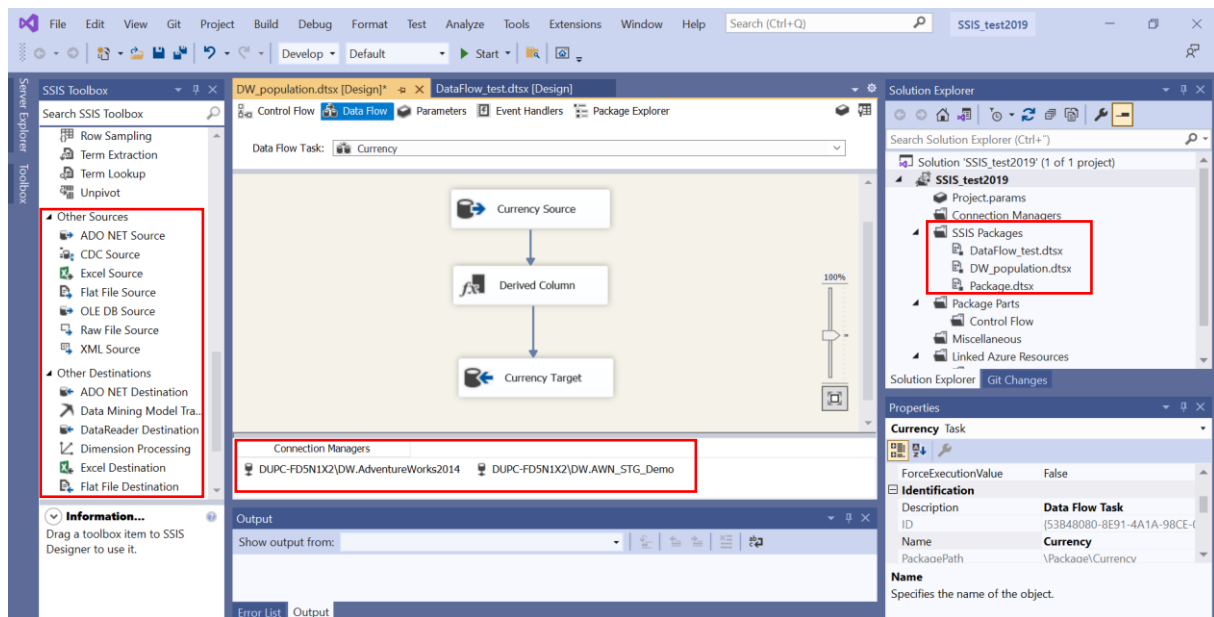 File Edit View Git Project Build Debug Format Test Analyze Tools Extensions Window Help Search (Ctrl+Q) SSIS_test2019
Develop Default Start
Server Explorer
Toolbox
SSIS Toolbox
Search SSIS Toolbox
Row Sampling
Term Extraction
Term Lookup
Unpivot
Other Sources
ADO NET Source
CDC Source
Excel Source
Flat File Source
OLE DB Source
Raw File Source
XML Source
Other Destinations
ADO NET Destination
Data Mining Model Tra...
DataReader Destination
Dimension Processing
Excel Destination
Flat File Destination
Information...
Drag a toolbox item to SSIS
Designer to use it.
DW_population.dtsx [Design]* DataFlow_test.dtsx [Design]
Control Flow Data Flow Parameters Event Handlers Package Explorer
Data Flow Task: Currency
Currency Source
Derived Column
Currency Target
100%
Connection Managers
DUPC-FD5N1X2\DW.AdventureWorks2014 DUPC-FD5N1X2\DW.AWN_STG_Demo
Output
Show output from:
Error List Output
Solution Explorer
Search Solution Explorer (Ctrl+¨)
Solution 'SSIS_test2019' (1 of 1 project)
SSIS_test2019
Project.params
Connection Managers
SSIS Packages
DataFlow_test.dtsx
DW_population.dtsx
Package.dtsx
Package Parts
Control Flow
Miscellaneous
Linked Azure Resources
Solution Explorer Git Changes
Properties
Currency Task
ForceExecutionValue False
Identification
Description Data Flow Task
ID {53B48080-8E91-4A1A-98CE-(
Name Currency
PackagePath \Package\Currency
Name
Specifies the name of the object.